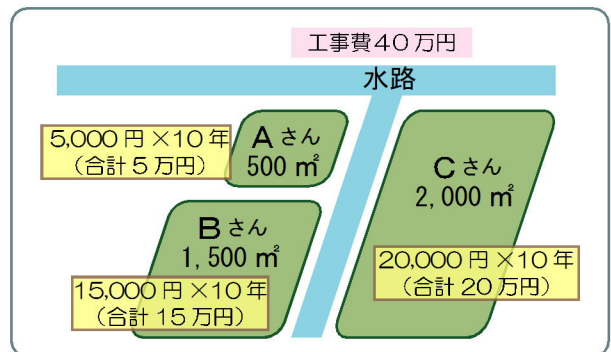 工事費40万円
水路
5,000円×10年
（合計5万円）
Aさん
500㎡
Cさん
2,000㎡
Bさん
1,500㎡
15,000円×10年
（合計15万円）
20,000円×10年
（合計20万円）